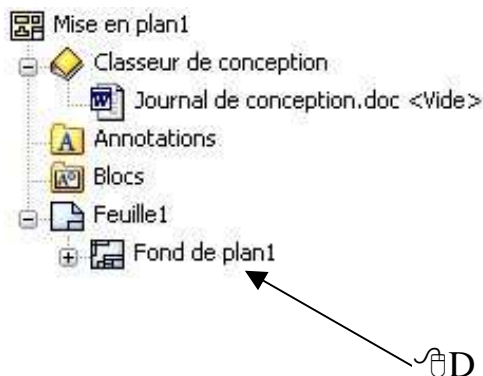 Mise en plan1
Classeur de conception
Journal de conception.doc <Vide>
Annotations
Blocs
Feuille1
Fond de plan1
D